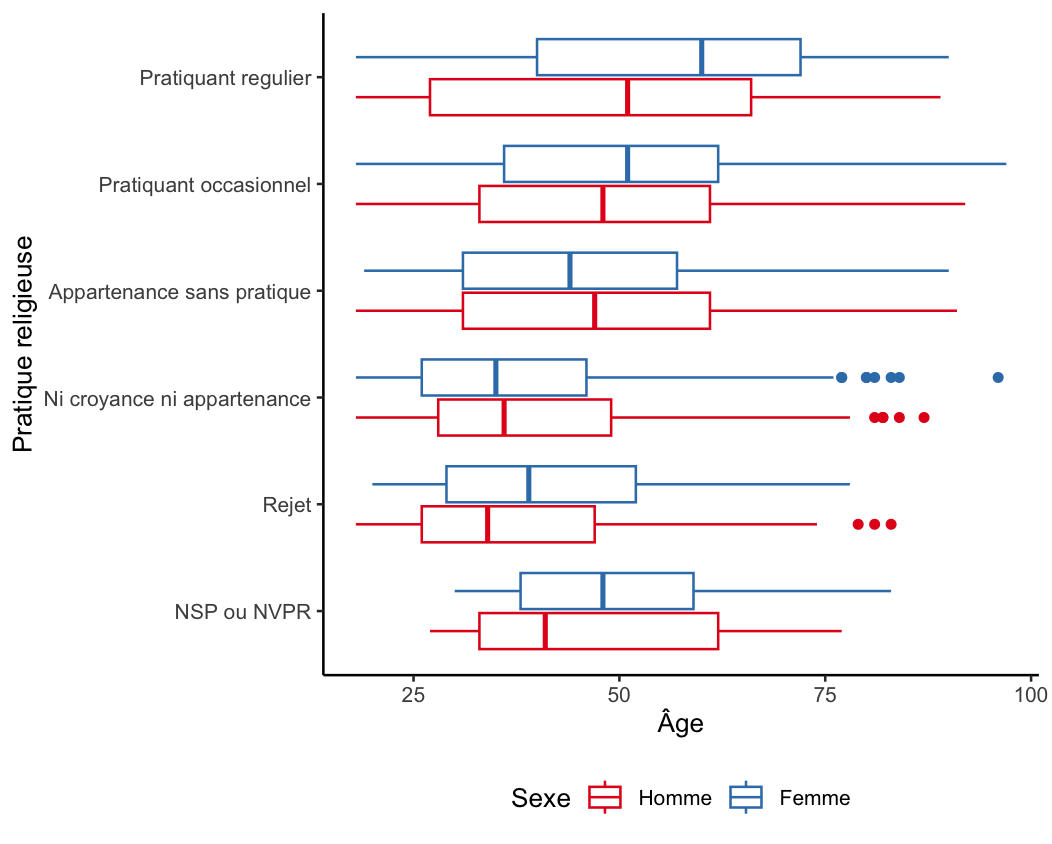 Pratique religieuse
Pratiquant regulier
Pratiquant occasionnel
Appartenance sans pratique
Ni croyance ni appartenance
Rejet
NSP ou NVPR
25 50 75 100
Âge
Sexe Homme Femme